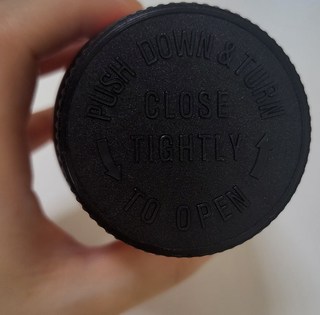 PUSH DOWN & TURN
CLOSE
TIGHTLY
TO OPEN